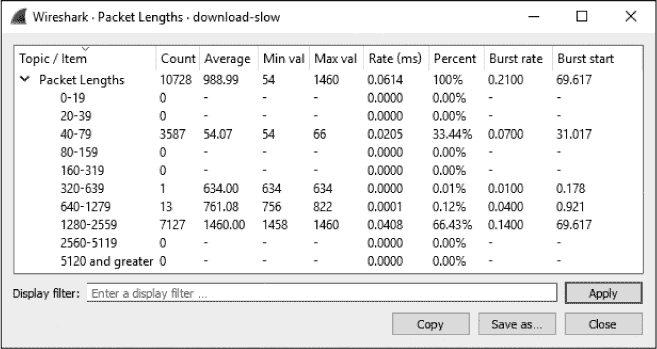 Wireshark · Packet Lengths · download-slow
Topic / Item Count Average Min val Max val Rate (ms) Percent Burst rate Burst start
Packet Lengths 10728 988.99 54 1460 0.0614 100% 0.2100 69.617
0-19 0 - - - 0.0000 0.00% - -
20-39 0 - - - 0.0000 0.00% - -
40-79 3587 54.07 54 66 0.0205 33.44% 0.0700 31.017
80-159 0 - - - 0.0000 0.00% - -
160-319 0 - - - 0.0000 0.00% - -
320-639 1 634.00 634 634 0.0000 0.01% 0.0100 0.178
640-1279 13 761.08 756 822 0.0001 0.12% 0.0400 0.921
1280-2559 7127 1460.00 1458 1460 0.0408 66.43% 0.1400 69.617
2560-5119 0 - - - 0.0000 0.00% - -
5120 and greater 0 - - - 0.0000 0.00% - -
Display filter: Enter a display filter ... Apply
Copy Save as... Close